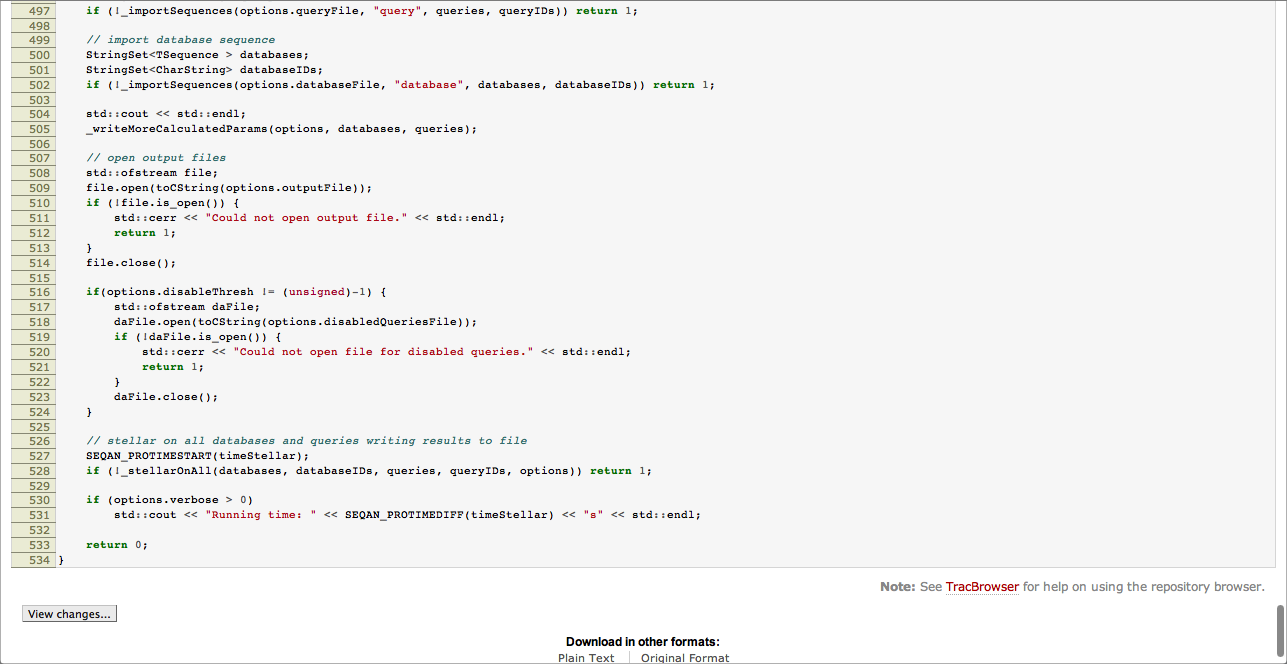 497 if (!_importSequences(options.queryFile, "query", queries, queryIDs)) return 1;
498
499 // import database sequence
500 StringSet<TSequence > databases;
501 StringSet<CharString> databaseIDs;
502 if (!_importSequences(options.databaseFile, "database", databases, databaseIDs)) return 1;
503
504 std::cout << std::endl;
505 _writeMoreCalculatedParams(options, databases, queries);
506
507 // open output files
508 std::ofstream file;
509 file.open(toCString(options.outputFile));
510 if (!file.is_open()) {
511 std::cerr << "Could not open output file." << std::endl;
512 return 1;
513 }
514 file.close();
515
516 if(options.disableThresh != (unsigned)-1) {
517 std::ofstream daFile;
518 daFile.open(toCString(options.disabledQueriesFile));
519 if (!daFile.is_open()) {
520 std::cerr << "Could not open file for disabled queries." << std::endl;
521 return 1;
522 }
523 daFile.close();
524 }
525
526 // stellar on all databases and queries writing results to file
527 SEQAN_PROTIMESTART(timeStellar);
528 if (!_stellarOnAll(databases, databaseIDs, queries, queryIDs, options)) return 1;
529
530 if (options.verbose > 0)
531 std::cout << "Running time: " << SEQAN_PROTIMEDIFF(timeStellar) << "s" << std::endl;
532
533 return 0;
534 }
Note: See TracBrowser for help on using the repository browser.
View changes...
Download in other formats:
Plain Text Original Format